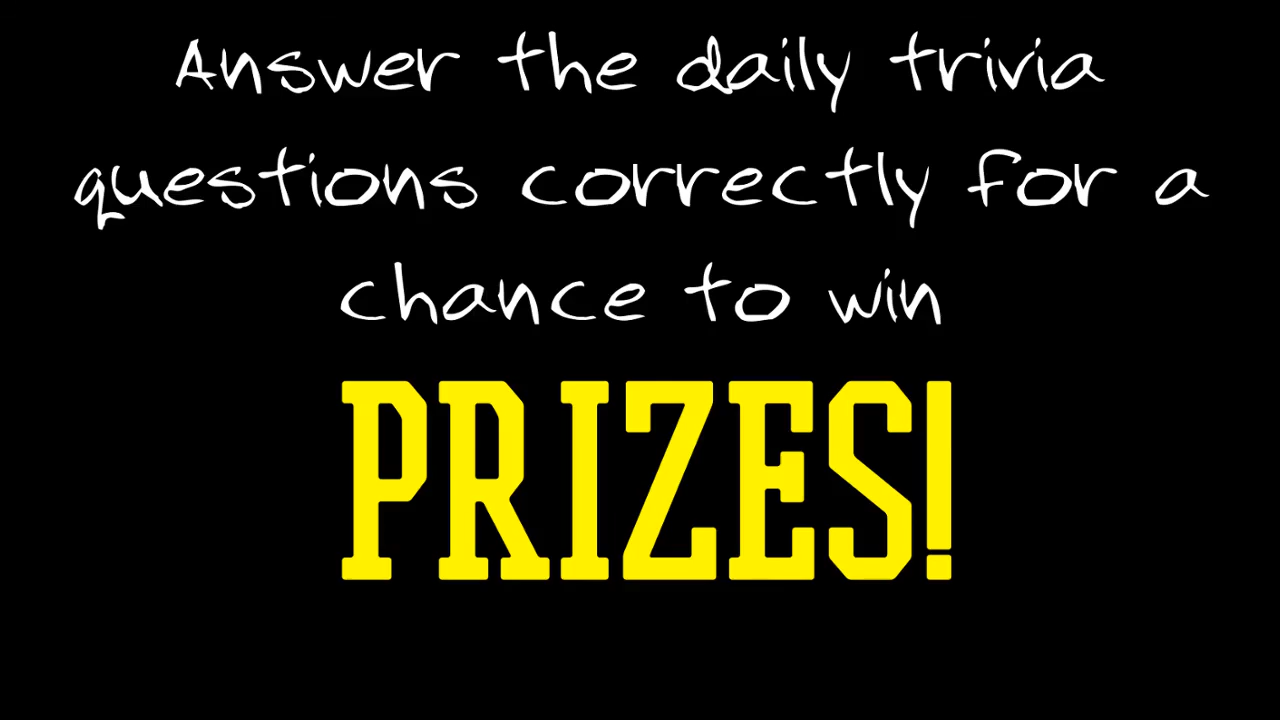 Answer the daily trivia
questions correctly for a
chance to win
PRIZES!